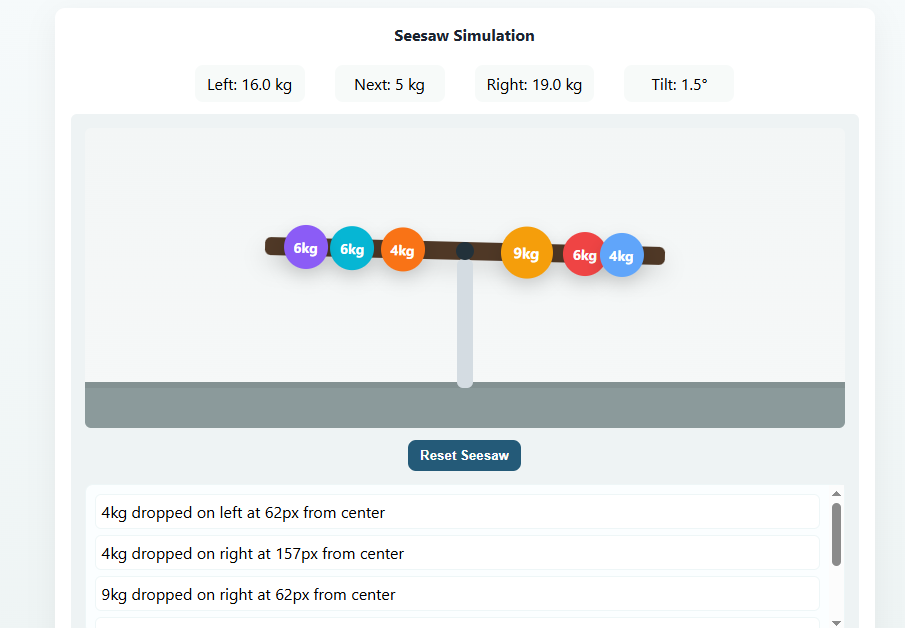 Seesaw Simulation
Left: 16.0 kg
Next: 5 kg
Right: 19.0 kg
Tilt: 1.5°
6kg
6kg
4kg
9kg
6kg
4kg
Reset Seesaw
4kg dropped on left at 62px from center
4kg dropped on right at 157px from center
9kg dropped on right at 62px from center